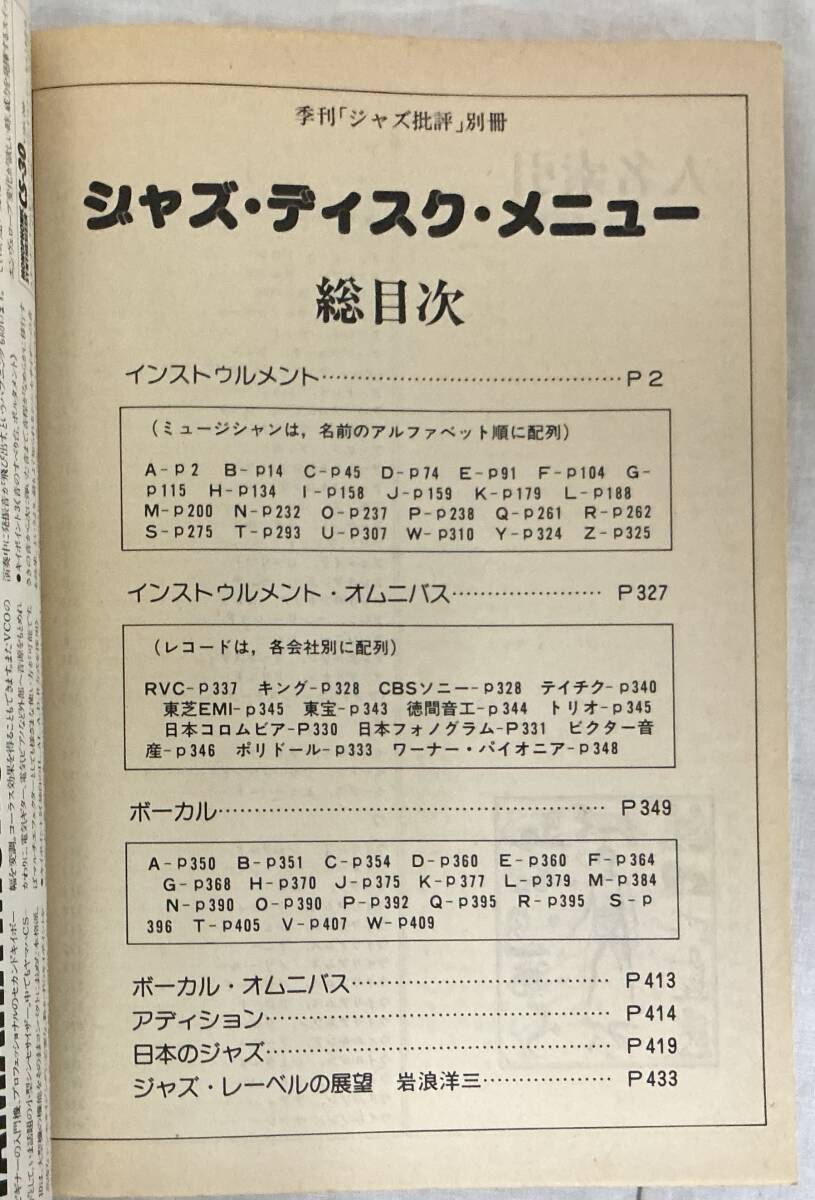 季刊「ジャズ批評」別冊
ジャズ・ディスク・メニュー
総目次
インストゥルメント……………………………………P2
(ミュージシャンは，名前のアルファベット順に配列)
A-p2 B-p14 C-p45 D-p74 E-p91 F-p104 G-
p115 H-p134 I-p158 J-p159 K-p179 L-p188
M-p200 N-p232 O-p237 P-p238 Q-p261 R-p262
S-p275 T-p293 U-p307 W-p310 Y-p324 Z-p325
インストゥルメント・オムニバス…………………P327
(レコードは，各会社別に配列)
RVC-p337 キング-p328 CBSソニー-p328 テイチク-p340
東芝EMI-p345 東宝-p343 徳間音工-p344 トリオ-p345
日本コロムビア-P330 日本フォノグラム-P331 ビクター音
産-p346 ポリドール-p333 ワーナー・パイオニア-p348
ボーカル………………………………………………P349
A-p350 B-p351 C-p354 D-p360 E-p360 F-p364
G-p368 H-p370 J-p375 K-p377 L-p379 M-p384
N-p390 O-p390 P-p392 Q-p395 R-p395 S-p
396 T-p405 V-p407 W-p409
ボーカル・オムニバス………………………………P413
アディション…………………………………………P414
日本のジャズ…………………………………………P419
ジャズ・レーベルの展望 岩浪洋三………………P433
CS-30